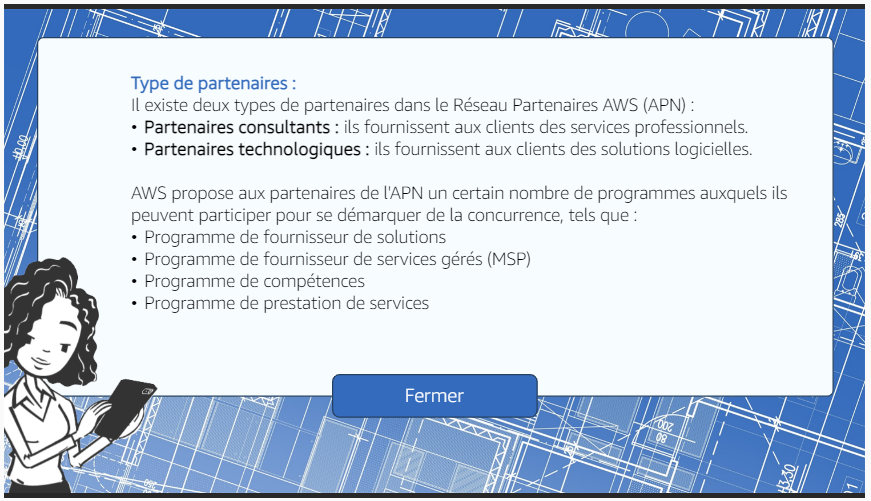 Type de partenaires :
Il existe deux types de partenaires dans le Réseau Partenaires AWS (APN) :
• Partenaires consultants : ils fournissent aux clients des services professionnels.
• Partenaires technologiques : ils fournissent aux clients des solutions logicielles.
AWS propose aux partenaires de l'APN un certain nombre de programmes auxquels ils
peuvent participer pour se démarquer de la concurrence, tels que :
• Programme de fournisseur de solutions
• Programme de fournisseur de services gérés (MSP)
• Programme de compétences
• Programme de prestation de services
Fermer